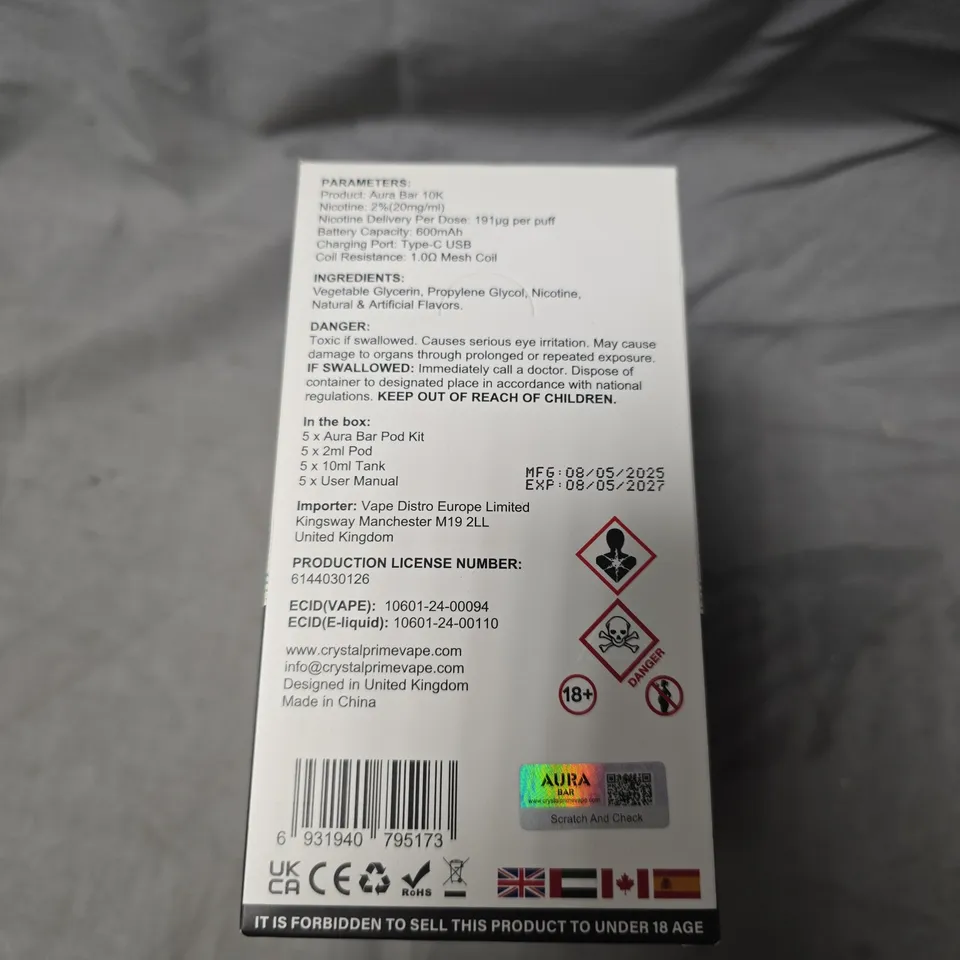 PARAMETERS:
Product: Aura Bar 10K
Nicotine: 2%(20mg/ml)
Nicotine Delivery Per Dose: 191µg per puff
Battery Capacity: 600mAh
Charging Port: Type-C USB
Coil Resistance: 1.0Ω Mesh Coil
INGREDIENTS:
Vegetable Glycerin, Propylene Glycol, Nicotine,
Natural & Artificial Flavors.
DANGER:
Toxic if swallowed. Causes serious eye irritation. May cause
damage to organs through prolonged or repeated exposure.
IF SWALLOWED: Immediately call a doctor. Dispose of
container to designated place in accordance with national
regulations. KEEP OUT OF REACH OF CHILDREN.
In the box:
5 x Aura Bar Pod Kit
5 x 2ml Pod
5 x 10ml Tank
5 x User Manual
MFG:08/05/2025
EXP:08/05/2027
Importer: Vape Distro Europe Limited
Kingsway Manchester M19 2LL
United Kingdom
PRODUCTION LICENSE NUMBER:
6144030126
ECID(VAPE): 10601-24-00094
ECID(E-liquid): 10601-24-00110
www.crystalprimevape.com
info@crystalprimevape.com
Designed in United Kingdom
Made in China
DANGER
18+
AURA
BAR
www.crystalprimevape.com
Scratch And Check
6 931940 795173
UK
CA
CE
RoHS
IT IS FORBIDDEN TO SELL THIS PRODUCT TO UNDER 18 AGE